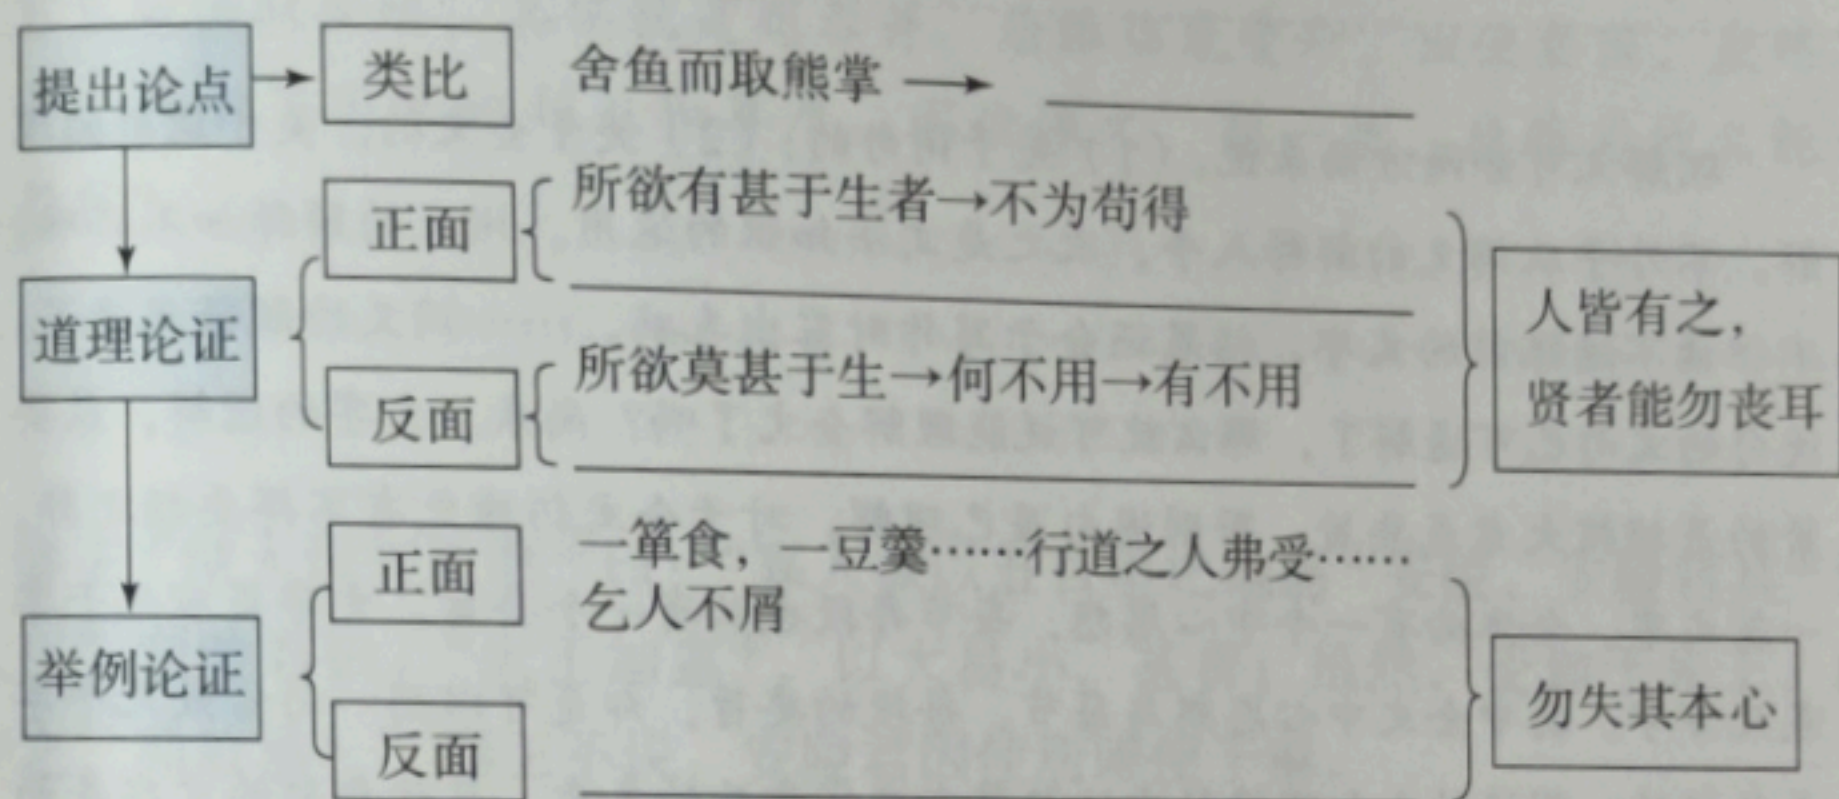 提出论点 → 类比 舍鱼而取熊掌 →
正面 所欲有甚于生者→不为苟得
道理论证
反面 所欲莫甚于生→何不用→有不用
人皆有之，
贤者能勿丧耳
正面 一箪食，一豆羹……行道之人弗受……
乞人不屑
举例论证
反面
勿失其本心